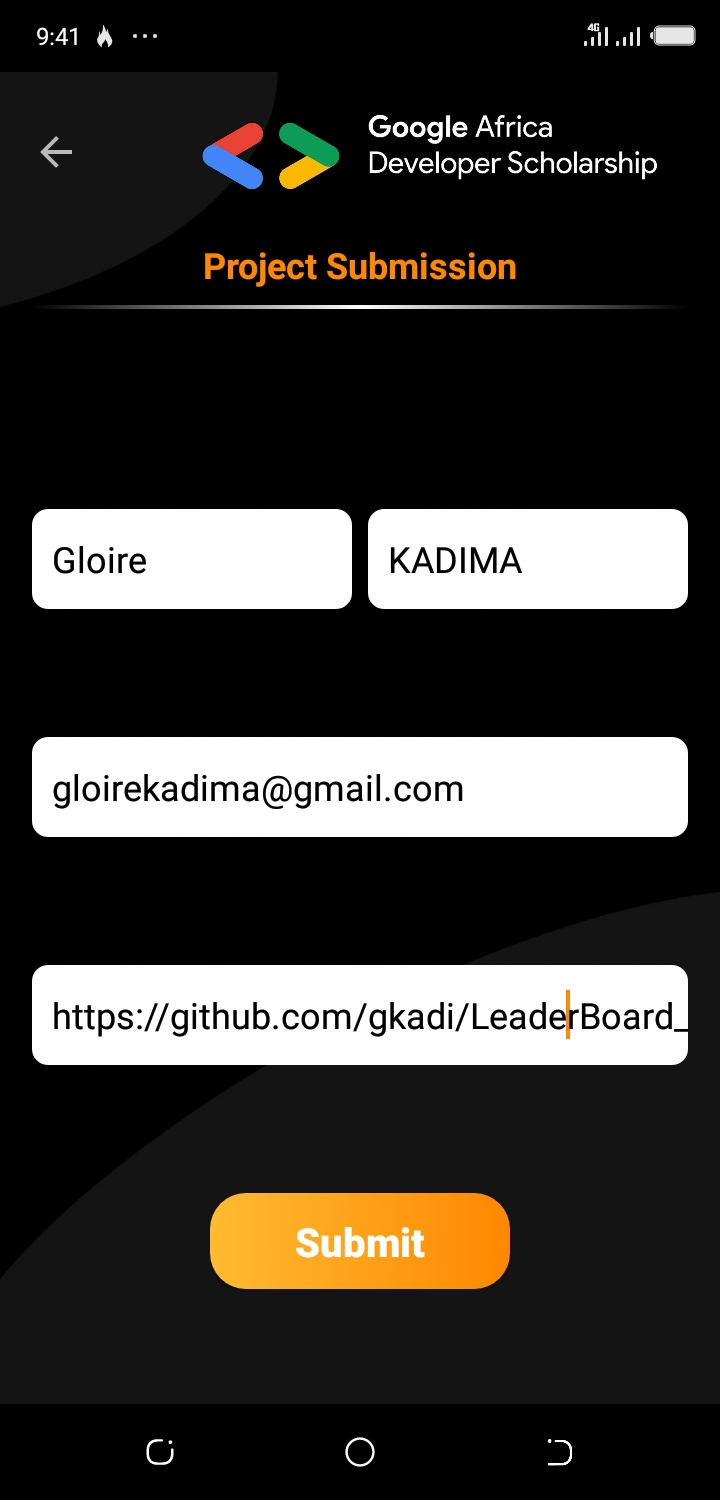 9:41
4G
Google Africa
Developer Scholarship
Project Submission
Gloire
KADIMA
gloirekadima@gmail.com
https://github.com/gkadi/LeaderBoard_
Submit